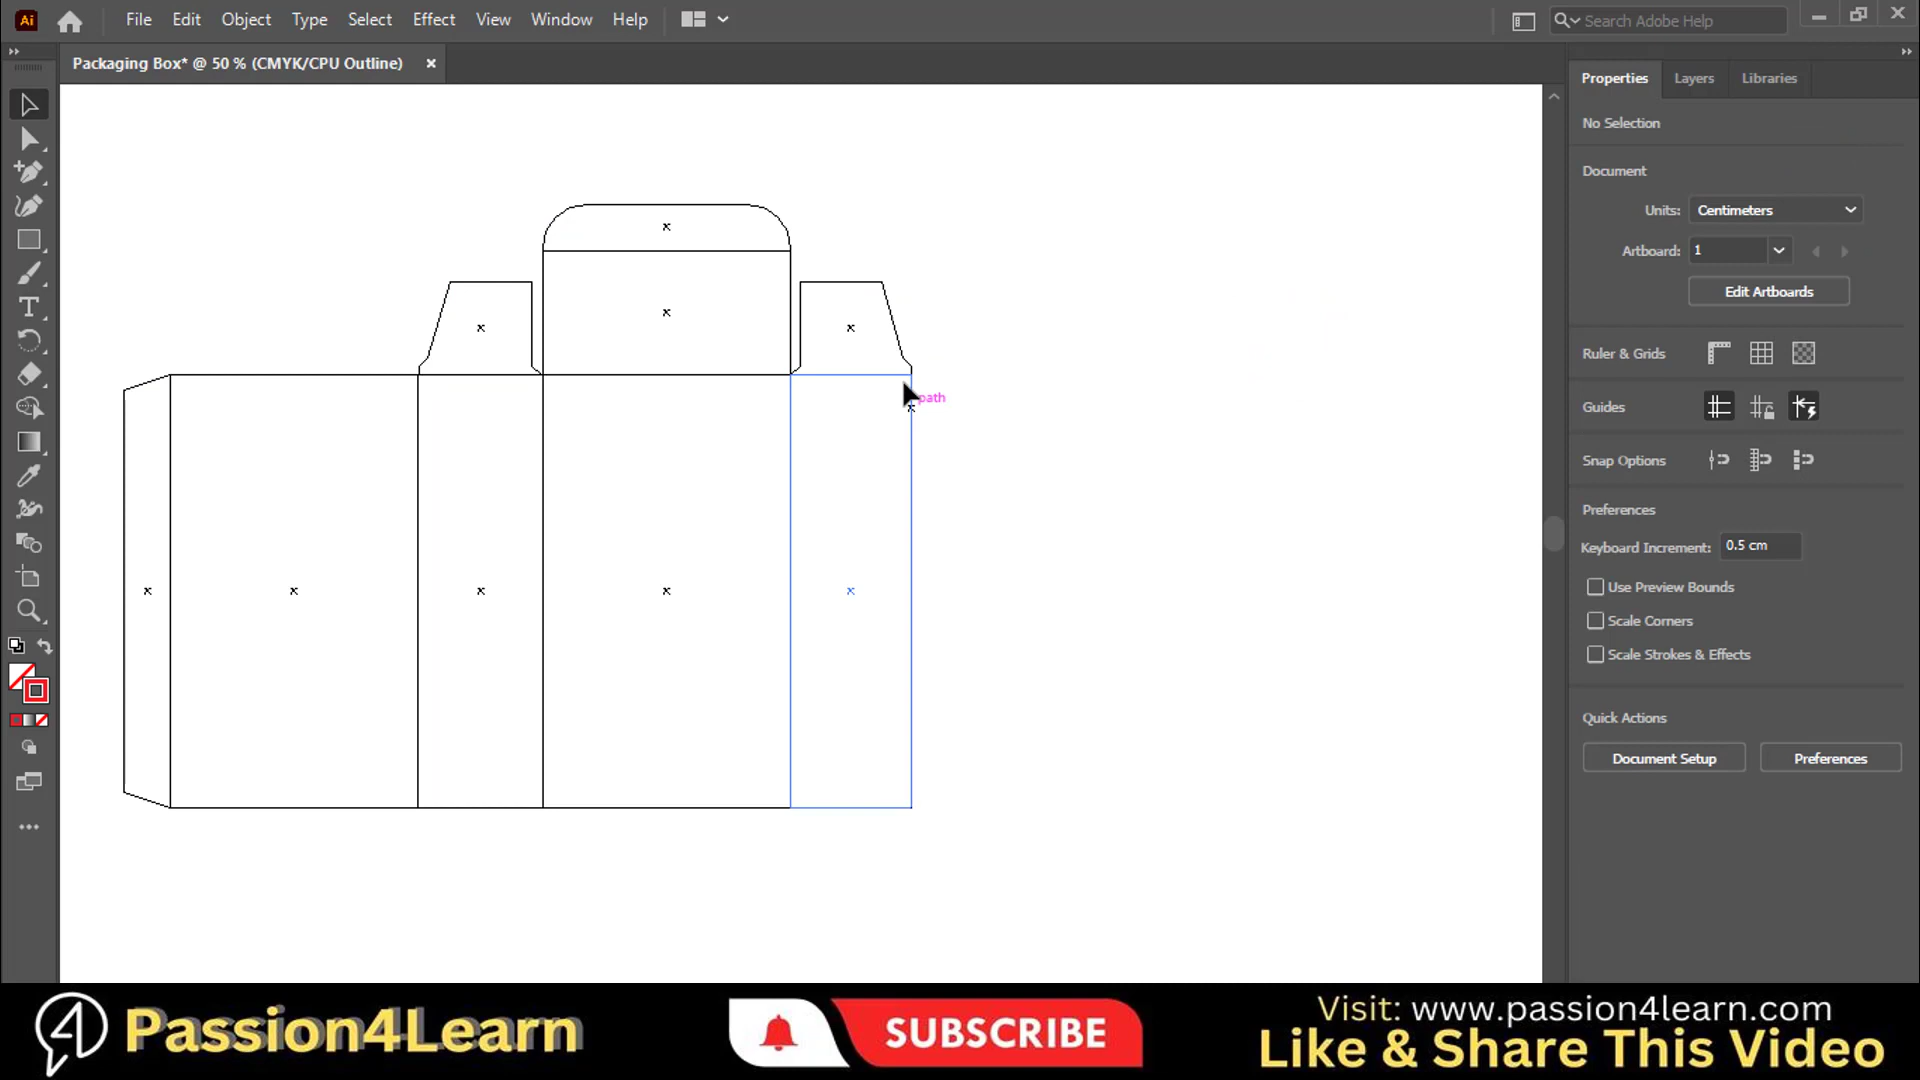 Ai File Edit Object Type Select Effect View Window Help
Search Adobe Help
Packaging Box* @ 50 % (CMYK/CPU Outline)
path
Properties Layers Libraries
No Selection
Document
Units: Centimeters
Artboard: 1
Edit Artboards
Ruler & Grids
Guides
Snap Options
Preferences
Keyboard Increment: 0.5 cm
Use Preview Bounds
Scale Corners
Scale Strokes & Effects
Quick Actions
Document Setup Preferences
Passion4Learn
SUBSCRIBE
Visit: www.passion4learn.com
Like & Share This Video